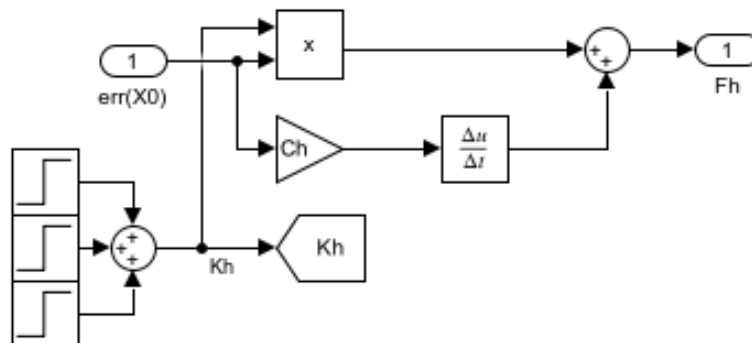 x
1
err(X0)
+
+
1
Fh
Ch
Δu
Δt
+
+
+
Kh
Kh